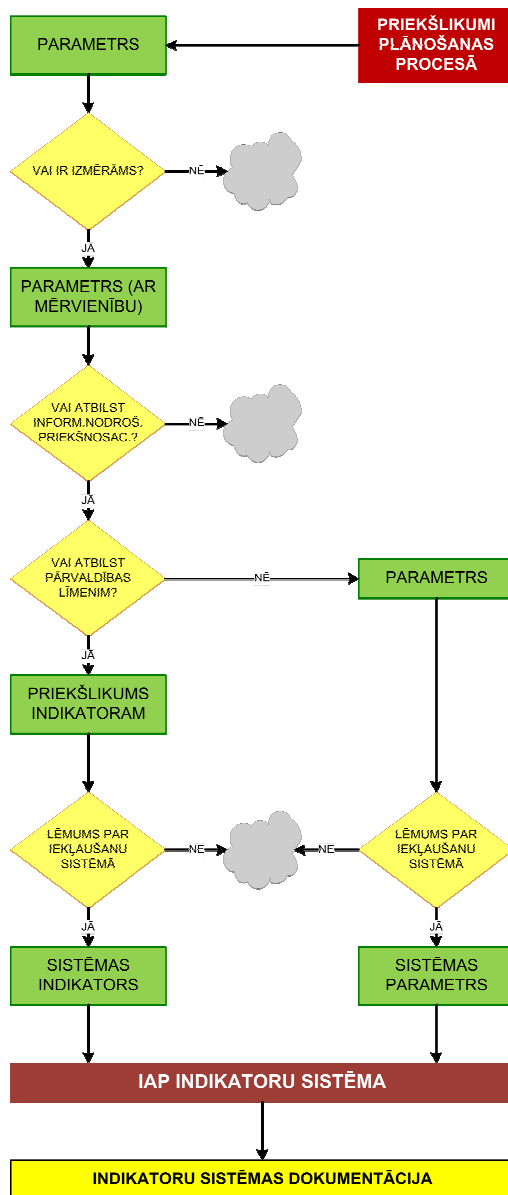 PARAMETRS
PRIEKŠLIKUMI
PLĀNOŠANAS
PROCESĀ
VAI IR IZMĒRĀMS?
NĒ
JĀ
PARAMETRS (AR
MĒRVIENĪBU)
VAI ATBILST
INFORM.NODROŠ.
PRIEKŠNOSAC.?
NĒ
JĀ
VAI ATBILST
PĀRVALDĪBAS
LĪMENIM?
NĒ
PARAMETRS
JĀ
PRIEKŠLIKUMS
INDIKATORAM
LĒMUMS PAR
IEKĻAUŠANU
SISTĒMĀ
NĒ
NĒ
LĒMUMS PAR
IEKĻAUŠANU
SISTĒMĀ
JĀ
JĀ
SISTĒMAS
INDIKATORS
SISTĒMAS
PARAMETRS
IAP INDIKATORU SISTĒMA
INDIKATORU SISTĒMAS DOKUMENTĀCIJA